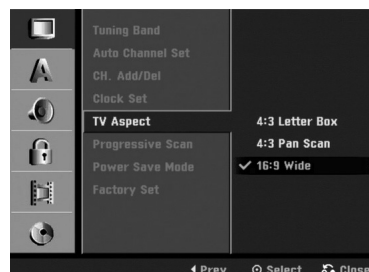 Tuning Band
Auto Channel Set
CH. Add/Del
Clock Set
TV Aspect
4:3 Letter Box
Progressive Scan
4:3 Pan Scan
Power Save Mode
✓ 16:9 Wide
Factory Set
A
Prev
Select
Close